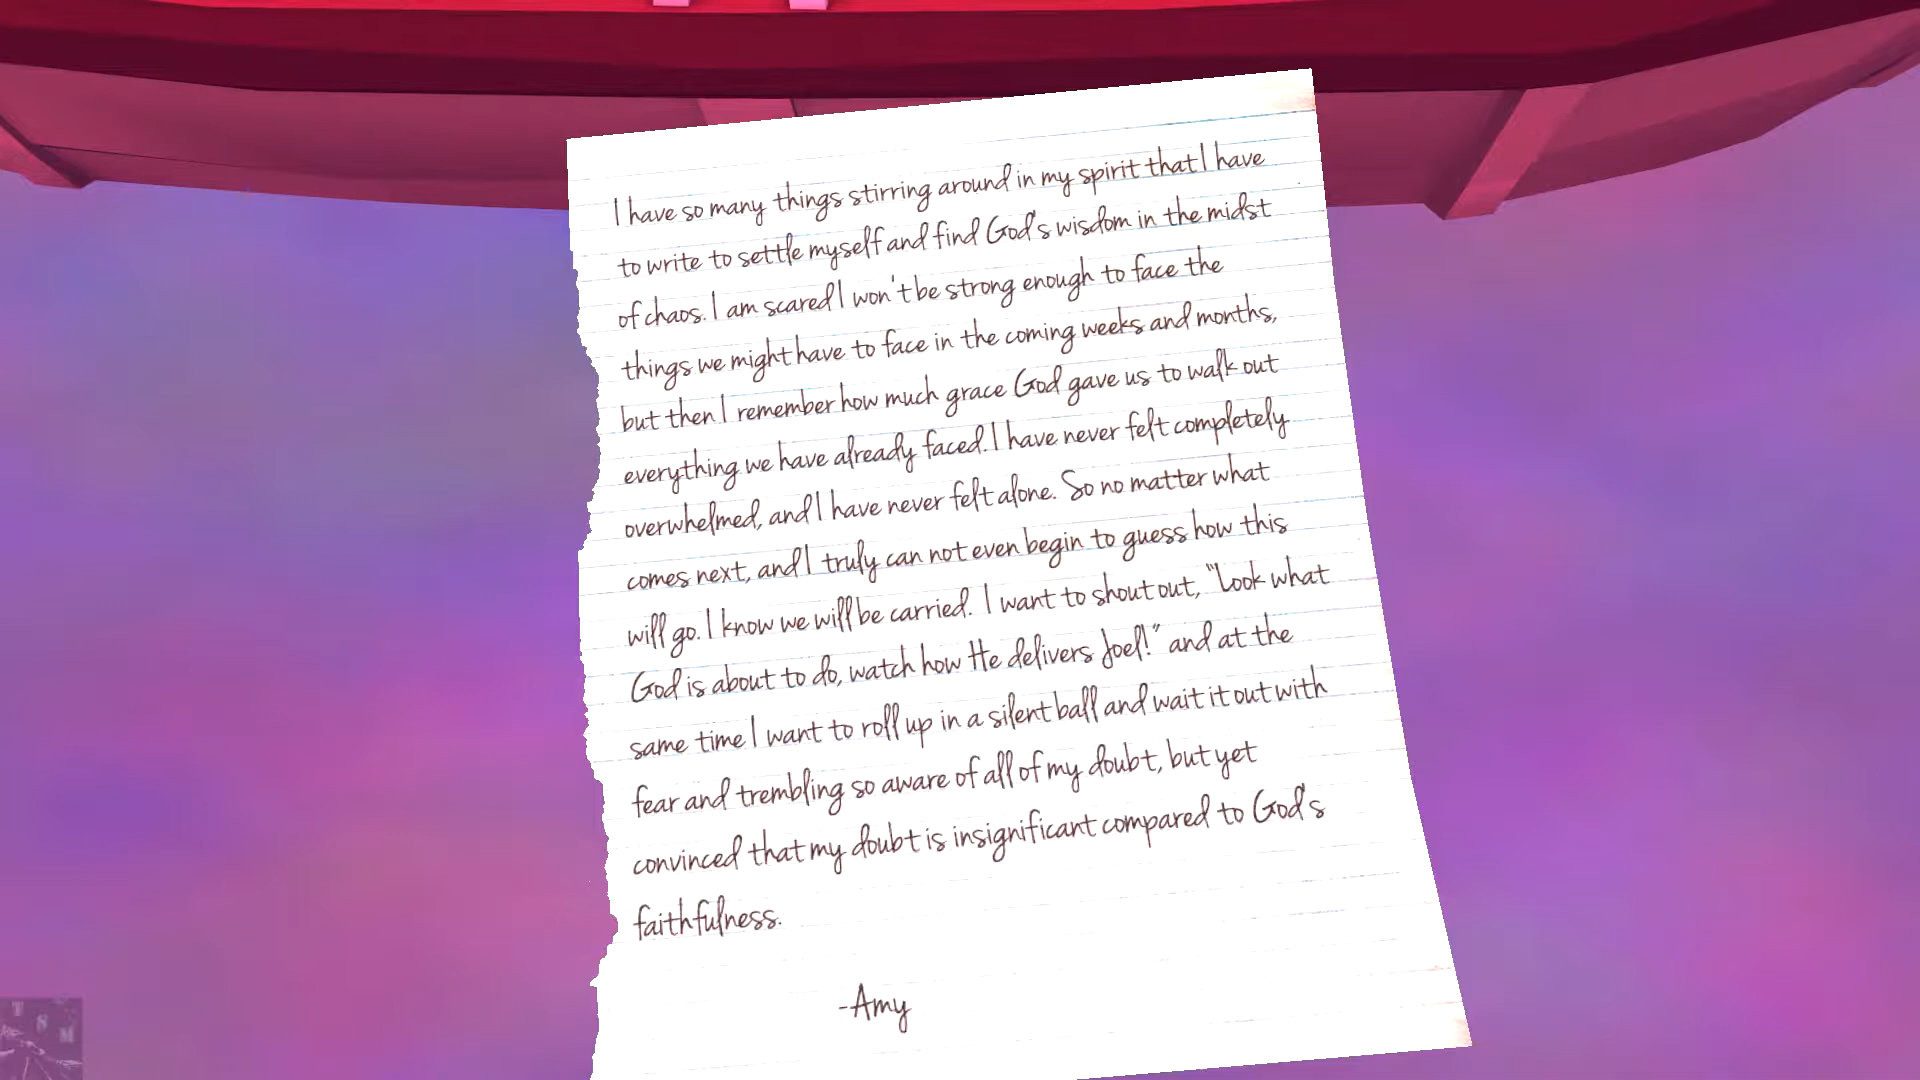 I have so many things stirring around in my spirit that I have
to write to settle myself and find God's wisdom in the midst
of chaos. I am scared I won't be strong enough to face the
things we might have to face in the coming weeks and months,
but then I remember how much grace God gave us to walk out
everything we have already faced. I have never felt completely
overwhelmed, and I have never felt alone. So no matter what
comes next, and I truly can not even begin to guess how this
will go. I know we will be carried. I want to shout out, "Look what
God is about to do, watch how He delivers Joel!" and at the
same time I want to roll up in a silent ball and wait it out with
fear and trembling so aware of all of my doubt, but yet
convinced that my doubt is insignificant compared to God's
faithfulness.
-Amy
T S M